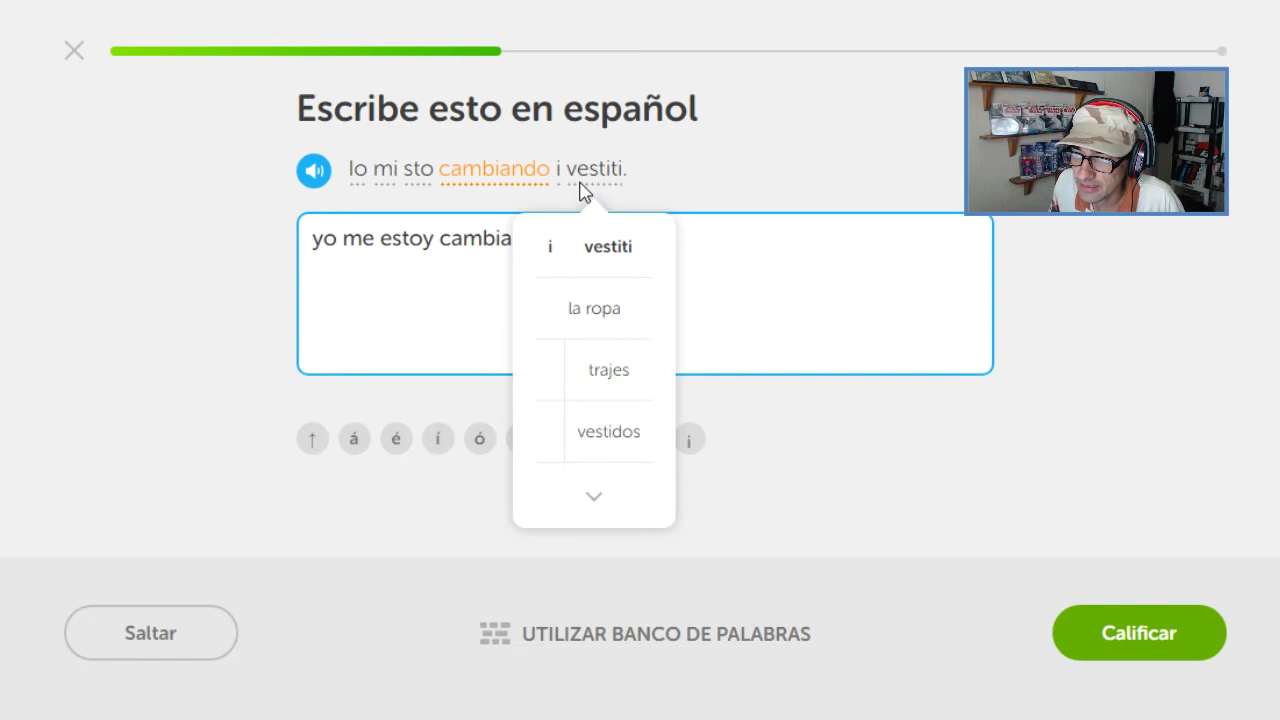 Escribe esto en español
Io mi sto cambiando i vestiti.
yo me estoy cambia
i vestiti
la ropa
trajes
vestidos
↑ á é í ó ¡
Saltar
UTILIZAR BANCO DE PALABRAS
Calificar